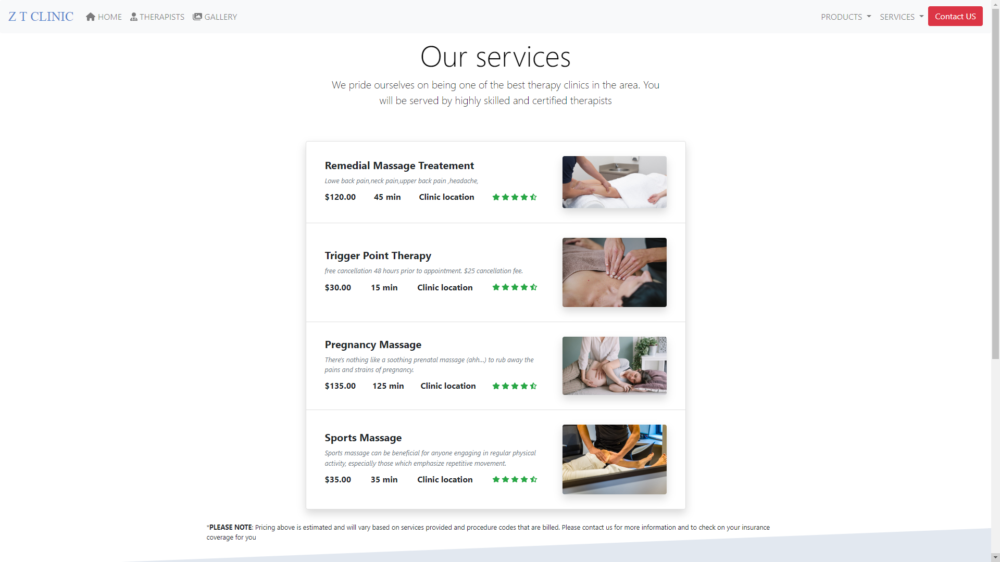 Z T CLINIC HOME THERAPISTS GALLERY PRODUCTS SERVICES Contact US
Our services
We pride ourselves on being one of the best therapy clinics in the area. You
will be served by highly skilled and certified therapists
Remedial Massage Treatement
Lowe back pain,neck pain,upper back pain ,headache,
$120.00 45 min Clinic location
Trigger Point Therapy
free cancellation 48 hours prior to appointment. $25 cancellation fee.
$30.00 15 min Clinic location
Pregnancy Massage
There's nothing like a soothing prenatal massage (ahh...) to rub away the
pains and strains of pregnancy.
$135.00 125 min Clinic location
Sports Massage
Sports massage can be beneficial for anyone engaging in regular physical
activity, especially those which emphasize repetitive movement.
$35.00 35 min Clinic location
*PLEASE NOTE: Pricing above is estimated and will vary based on services provided and procedure codes that are billed. Please contact us for more information and to check on your insurance
coverage for you